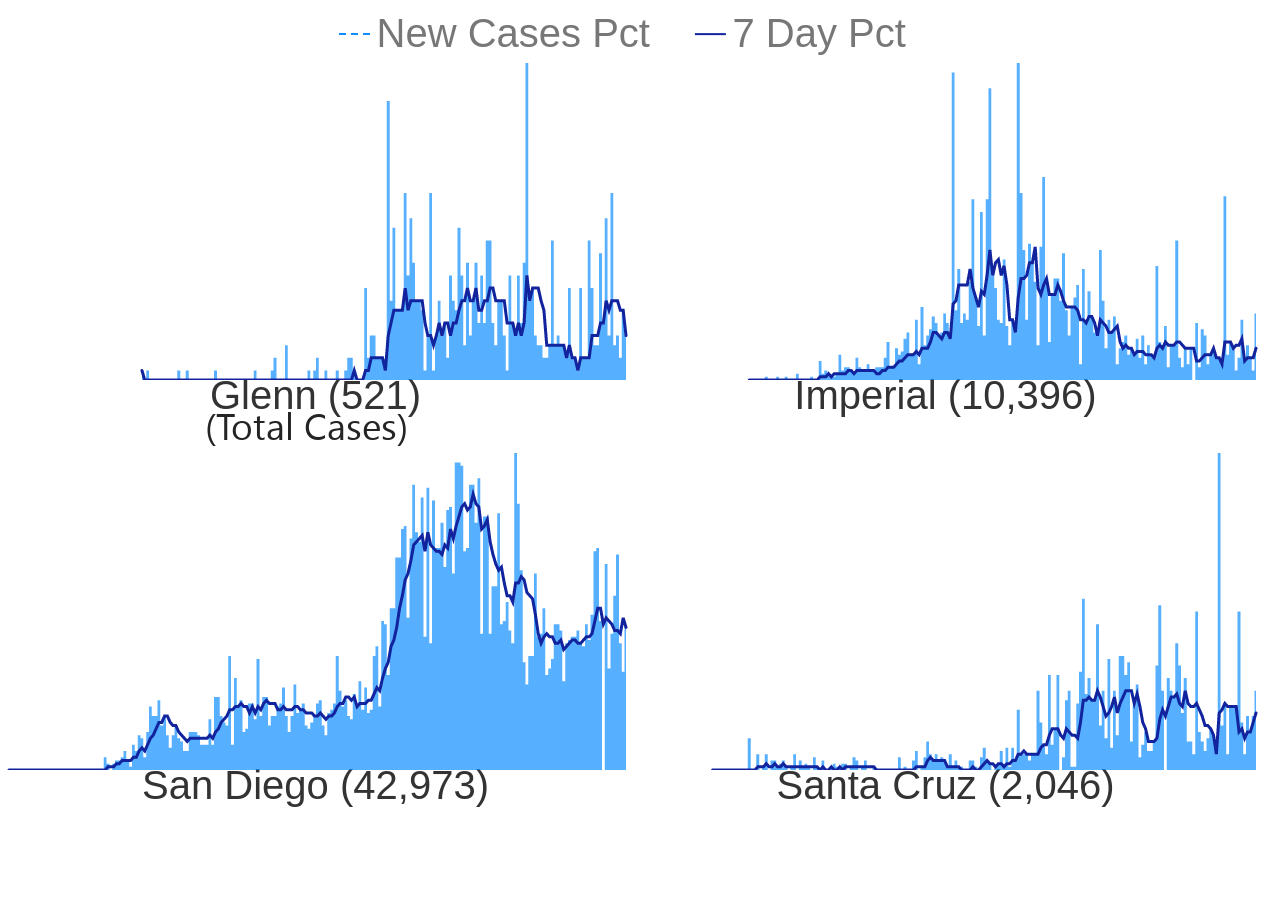 New Cases Pct 7 Day Pct
Glenn (521)
(Total Cases)
Imperial (10,396)
San Diego (42,973)
Santa Cruz (2,046)